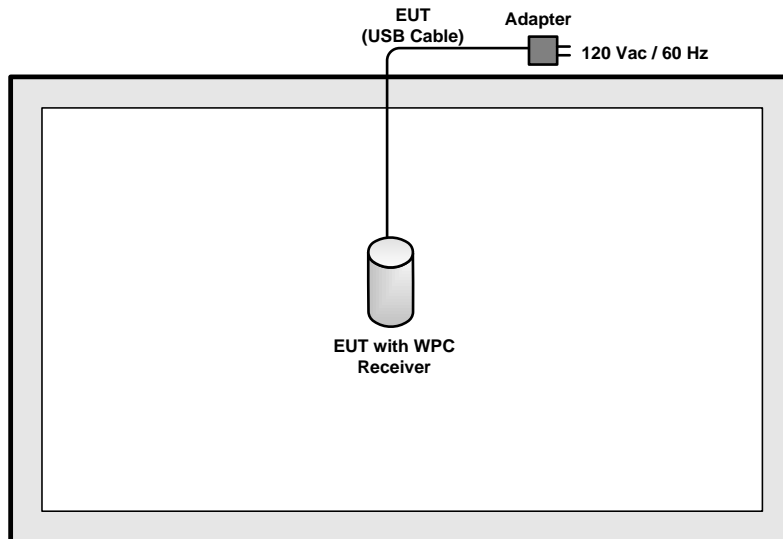 EUT
(USB Cable)
Adapter
120 Vac / 60 Hz
EUT with WPC
Receiver